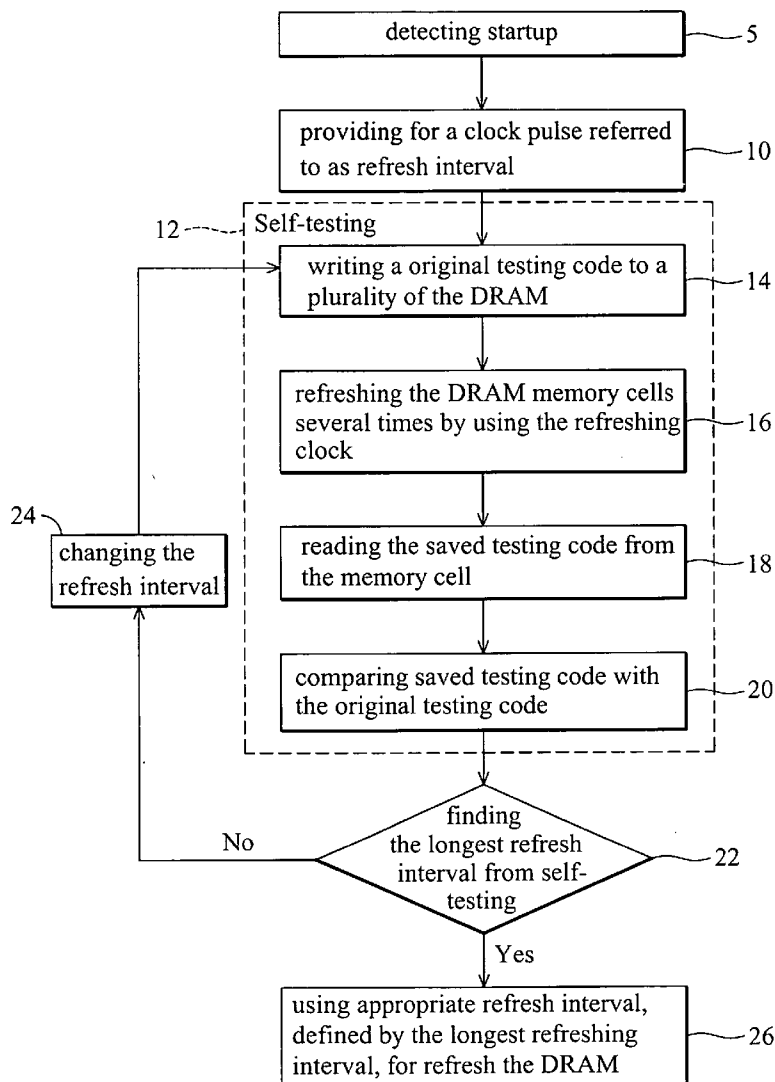 detecting startup
5
providing for a clock pulse referred
to as refresh interval
10
12
Self-testing
writing a original testing code to a
plurality of the DRAM
14
refreshing the DRAM memory cells
several times by using the refreshing
clock
16
24
changing the
refresh interval
reading the saved testing code from
the memory cell
18
comparing saved testing code with
the original testing code
20
finding
the longest refresh
interval from self-
testing
22
No
Yes
using appropriate refresh interval,
defined by the longest refreshing
interval, for refresh the DRAM
26